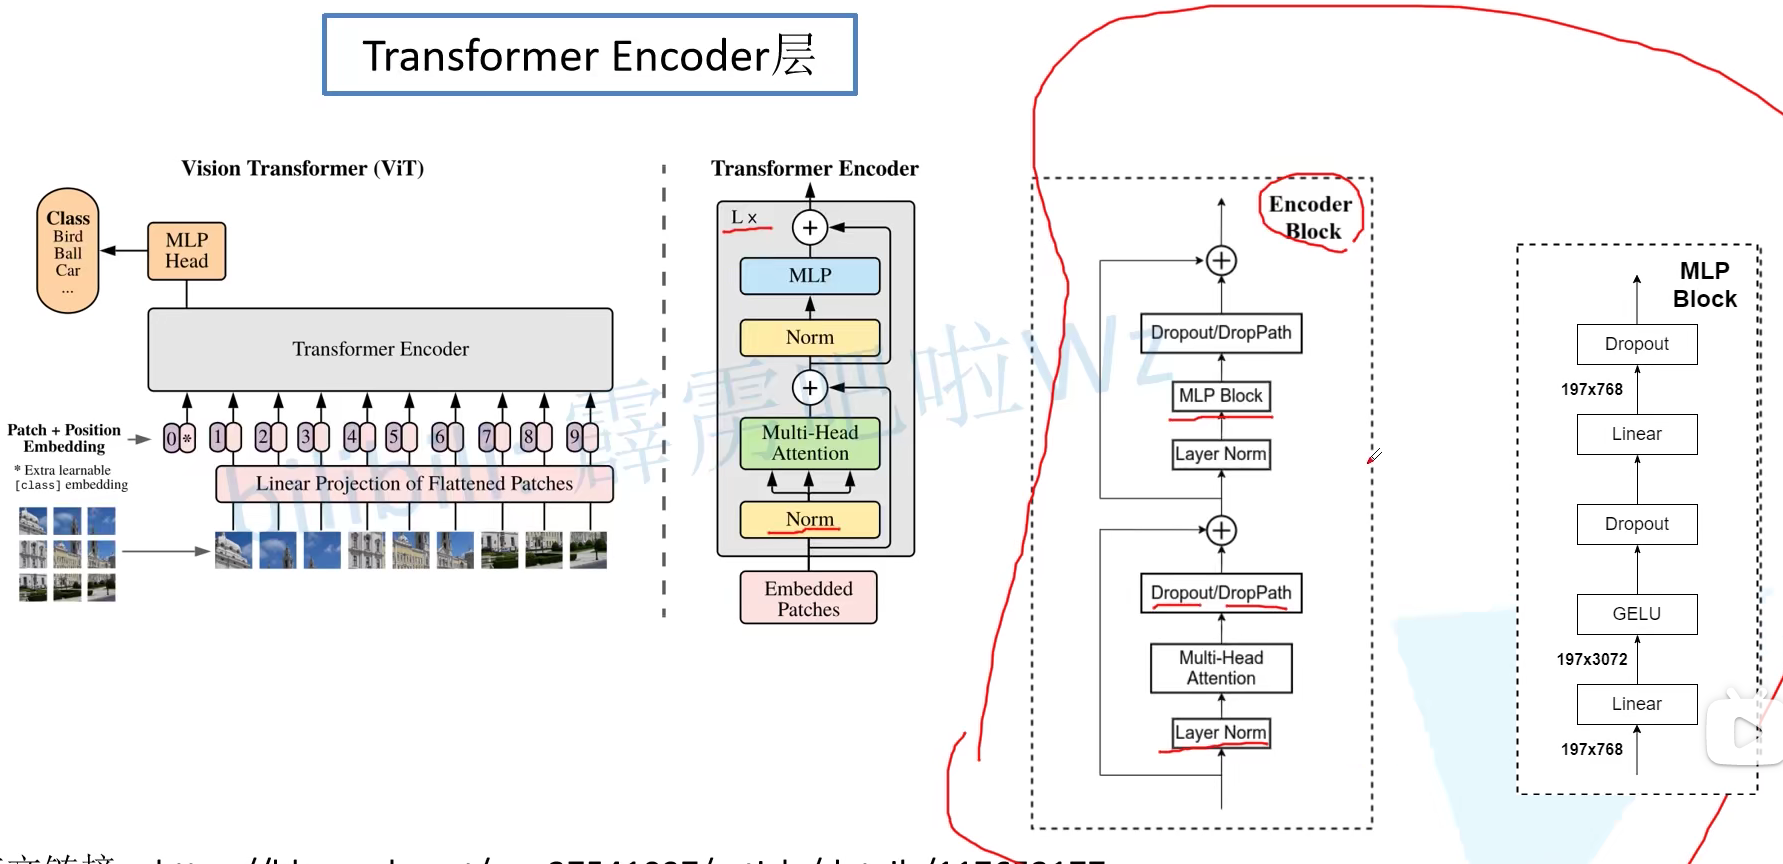 Transformer Encoder层
Vision Transformer (ViT)
Class
Bird
Ball
Car
...
MLP
Head
Transformer Encoder
Patch + Position
Embedding
0 * 1 2 3 4 5 6 7 8 9
* Extra learnable
[class] embedding
Linear Projection of Flattened Patches
Transformer Encoder
L x
+
MLP
Norm
+
Multi-Head
Attention
Norm
Embedded
Patches
Encoder
Block
+
Dropout/DropPath
MLP Block
Layer Norm
+
Dropout/DropPath
Multi-Head
Attention
Layer Norm
MLP
Block
Dropout
197x768
Linear
Dropout
GELU
197x3072
Linear
197x768
bilibili: 霹雳吧啦Wz